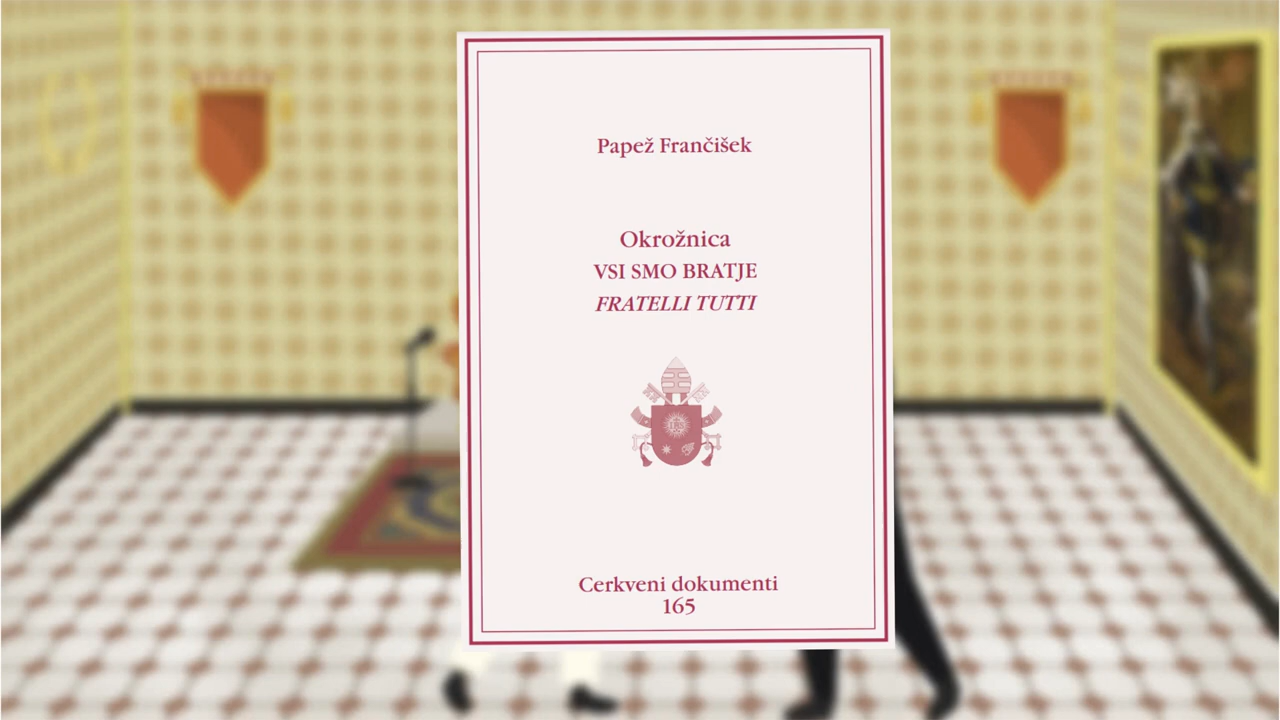 Papež Frančišek
Okrožnica
VSI SMO BRATJE
FRATELLI TUTTI
Cerkveni dokumenti
165